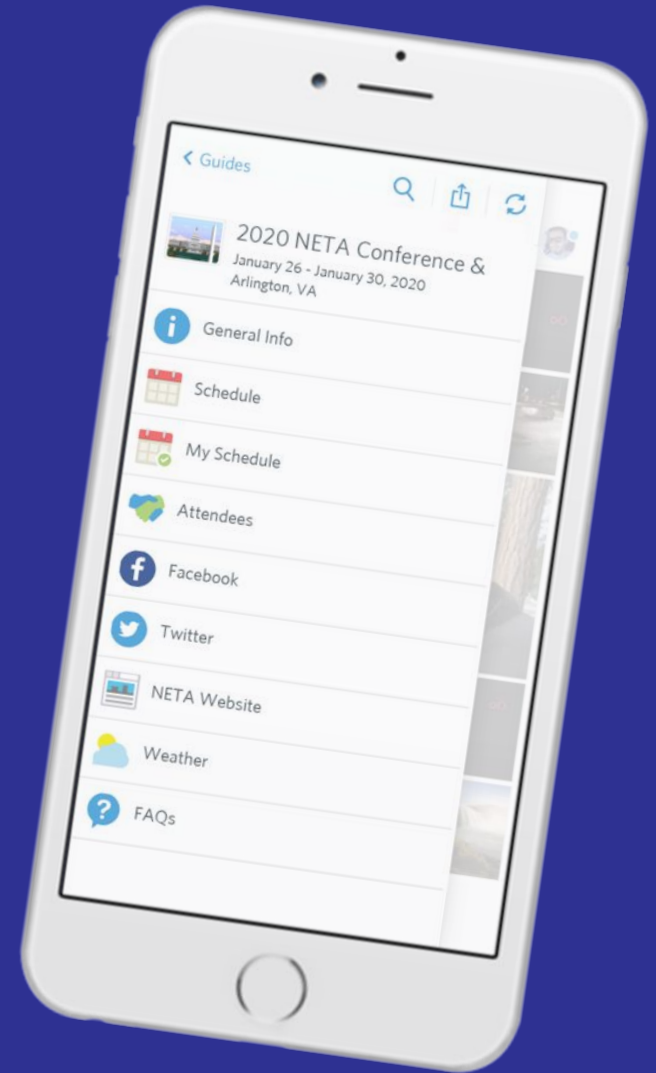 Guides
2020 NETA Conference &
January 26 - January 30, 2020
Arlington, VA
General Info
Schedule
My Schedule
Attendees
Facebook
Twitter
NETA Website
Weather
FAQs